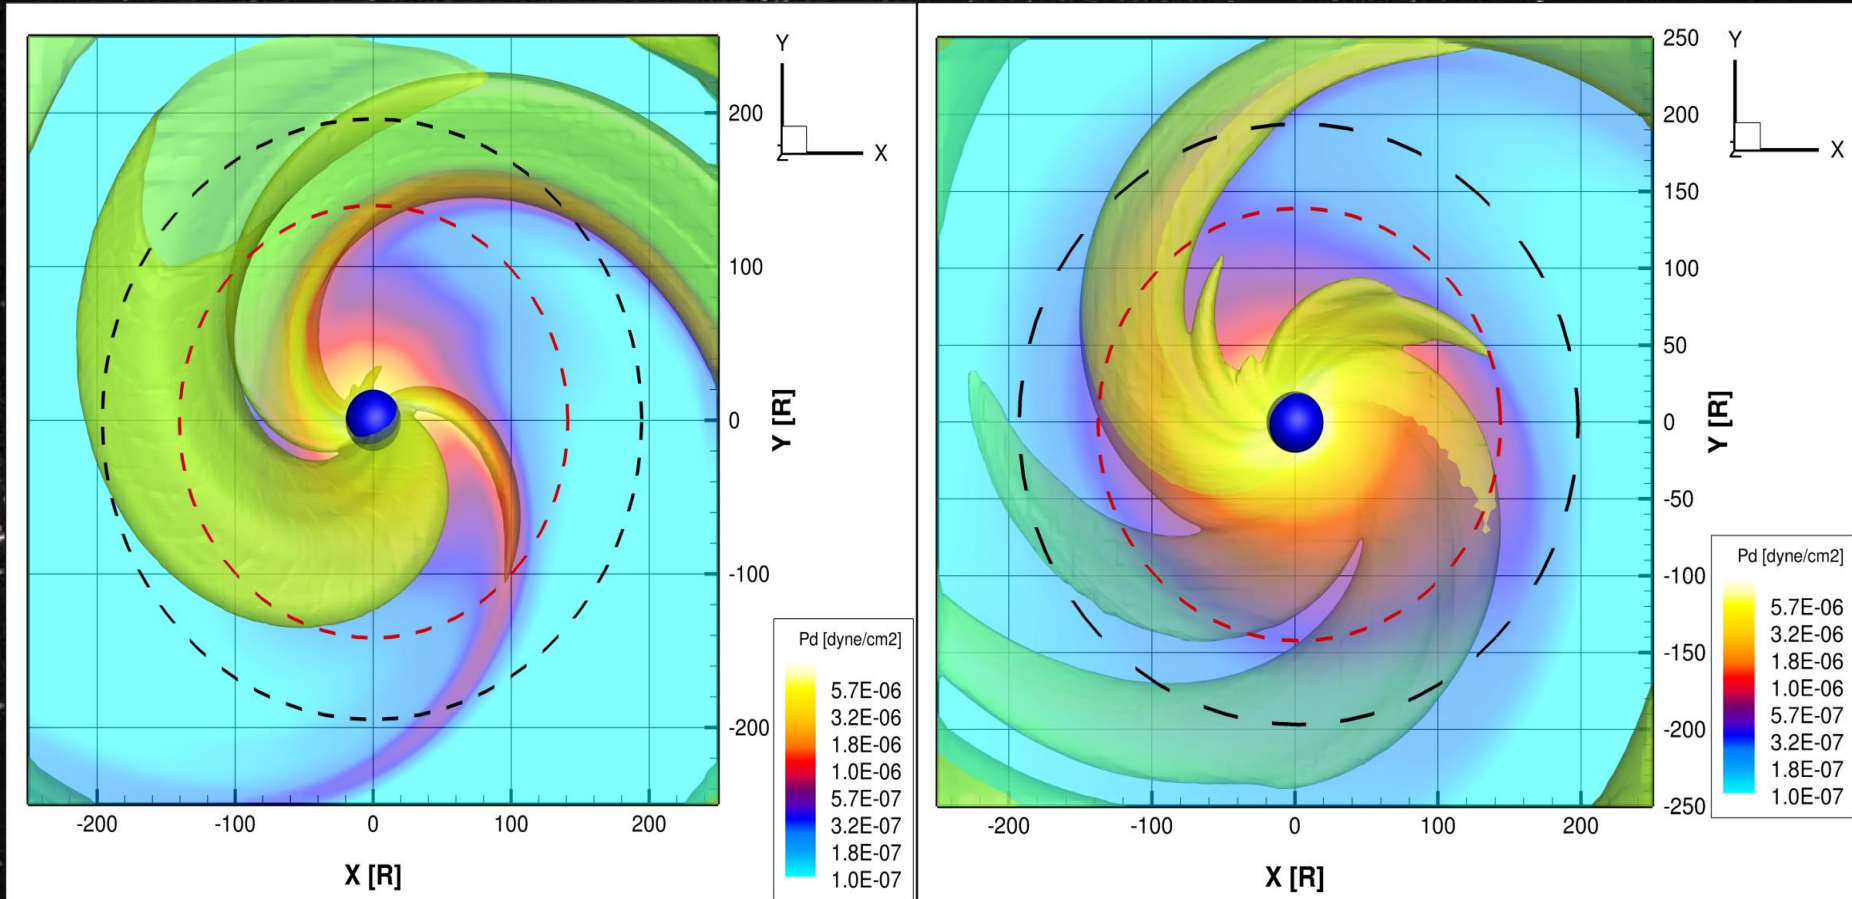 Y
X
Z
200
100
0
-100
-200
Y [R]
-200 -100 0 100 200
X [R]
Pd [dyne/cm2]
5.7E-06
3.2E-06
1.8E-06
1.0E-06
5.7E-07
3.2E-07
1.8E-07
1.0E-07
Y
X
Z
250
200
150
100
50
0
-50
-100
-150
-200
-250
Y [R]
-200 -100 0 100 200
X [R]
Pd [dyne/cm2]
5.7E-06
3.2E-06
1.8E-06
1.0E-06
5.7E-07
3.2E-07
1.8E-07
1.0E-07